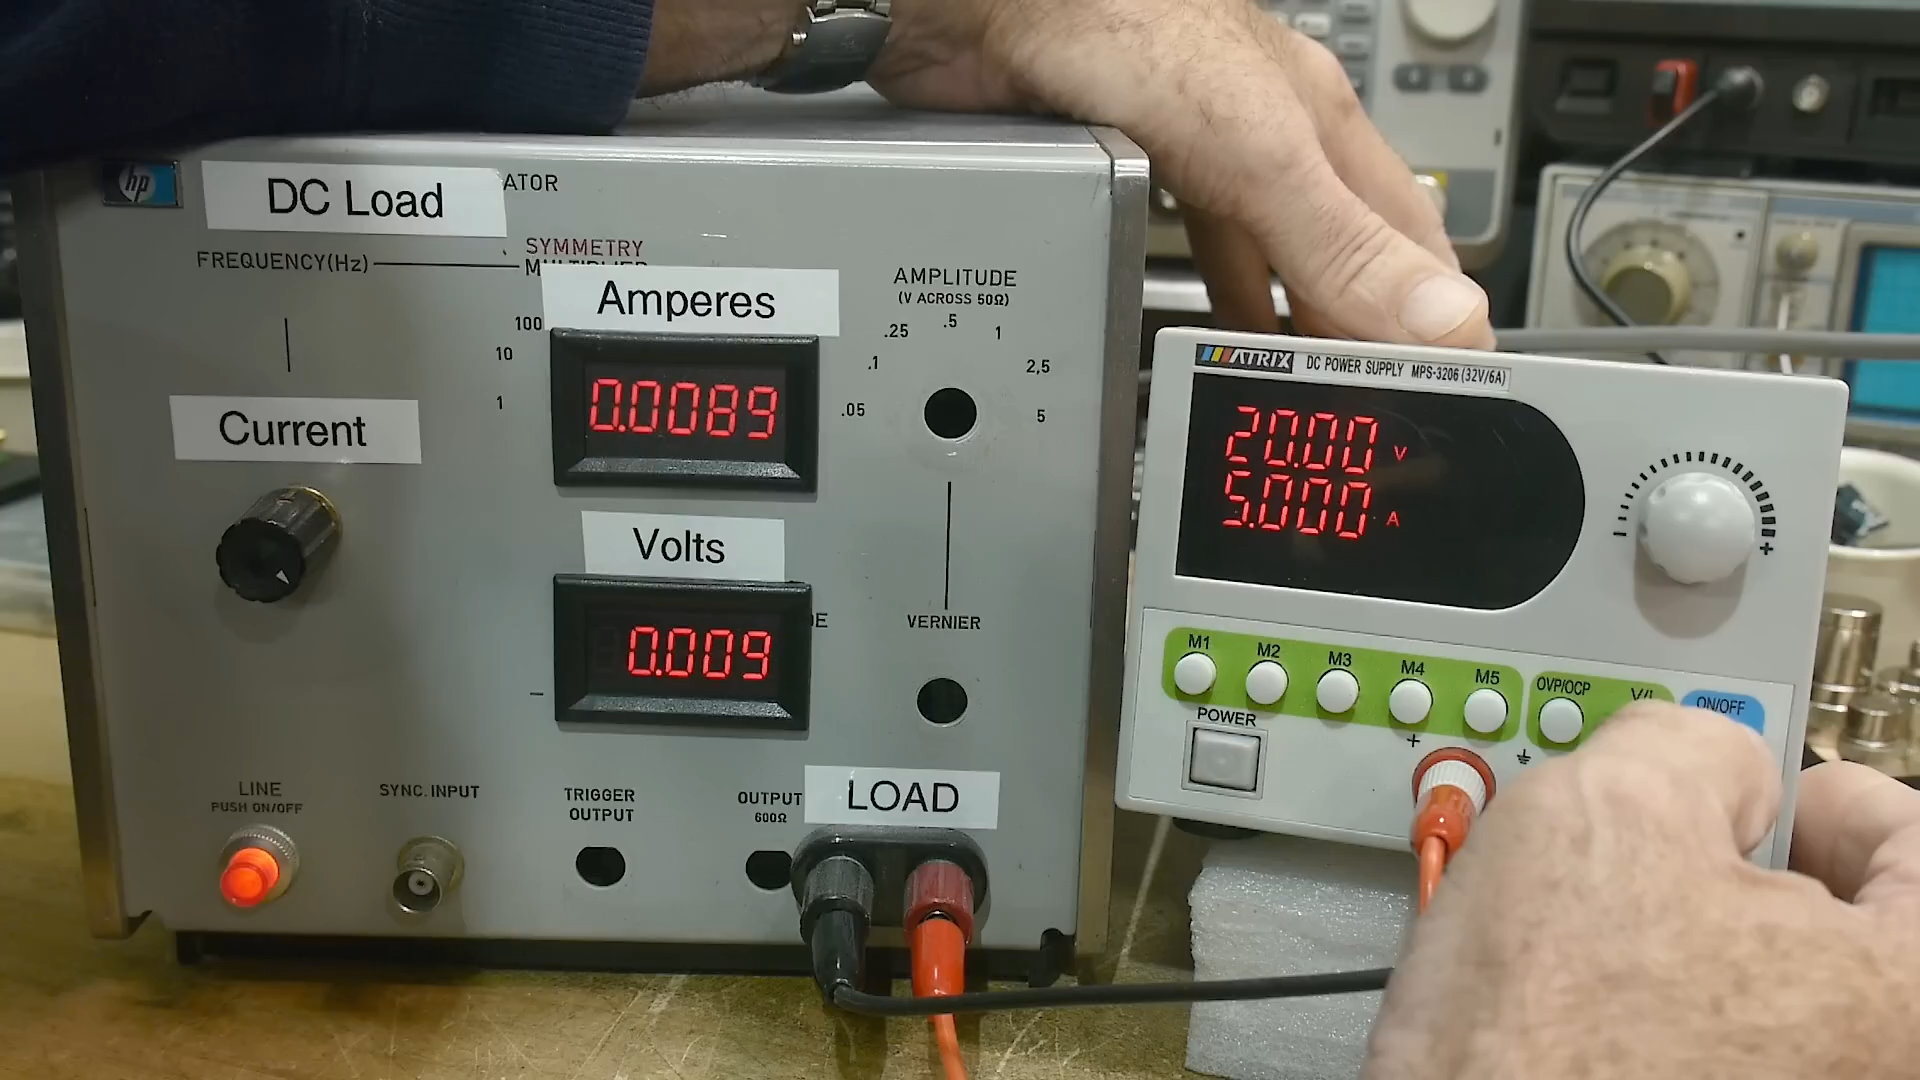 hp
DC Load
ATOR
SYMMETRY
FREQUENCY(Hz)
Amperes
100
10
1
0.0089
AMPLITUDE
(V ACROSS 50Ω)
.05
.1
.25
.5
1
2,5
5
Current
Volts
0.009
VERNIER
LINE
PUSH ON/OFF
SYNC. INPUT
TRIGGER
OUTPUT
OUTPUT
600Ω
LOAD
MATRIX DC POWER SUPPLY MPS-3206 (32V/6A)
20.00 V
5.000 A
- +
M1 M2 M3 M4 M5 OVP/OCP ON/OFF
POWER
+